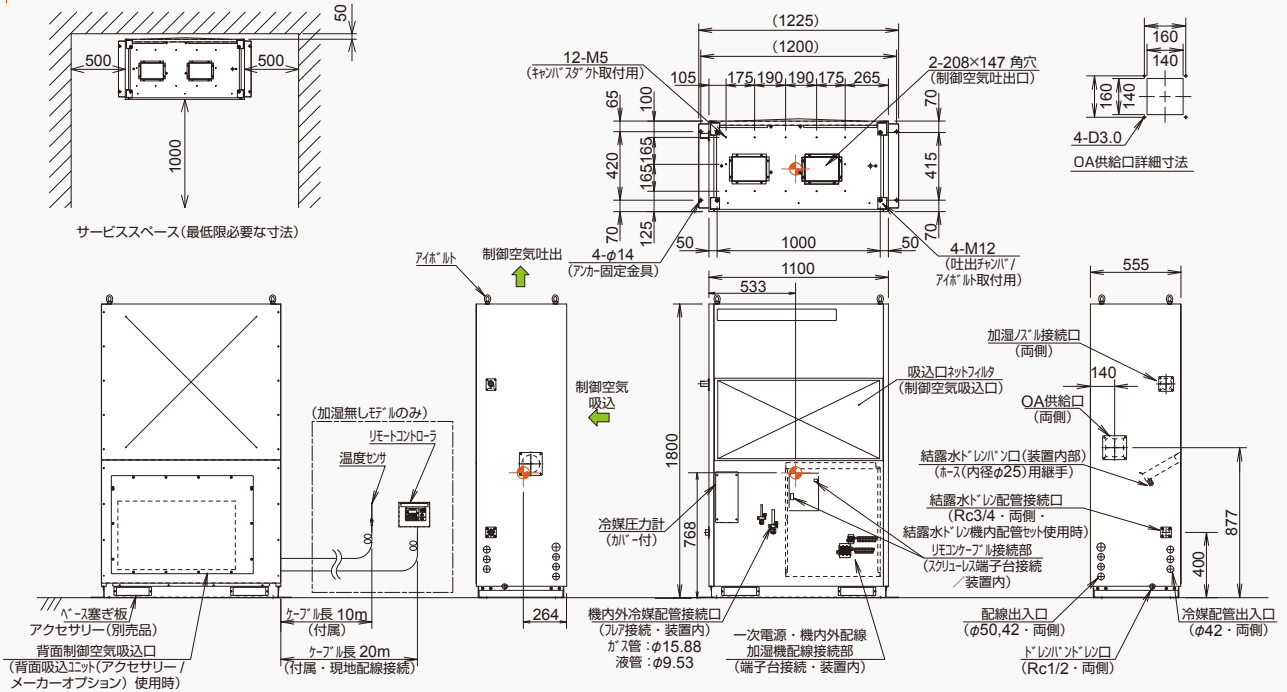 50
500
500
1000
サービススペース(最低限必要な寸法)
(1225)
(1200)
12-M5
(キャンバスダクト取付用)
2-208×147 角穴
(制御空気吐出口)
105
175
190
190
175
265
65
100
420
165
165
70
125
70
415
70
50
1000
50
4-φ14
(アンカー固定金具)
4-M12
(吐出チャンバ/
アイボルト取付用)
160
140
160
140
4-D3.0
OA供給口詳細寸法
アイボルト
制御空気吐出
制御空気
吸込
(加湿無しモデルのみ)
リモートコントローラ
温度センサ
ベース塞ぎ板
アクセサリー(別売品)
背面制御空気吸込口
(背面吸込ユニット(アクセサリー/
メーカーオプション) 使用時)
ケーブル長 10m
(付属)
ケーブル長 20m
(付属・現地配線接続)
264
1100
533
1800
768
吸込口ネットフィルタ
(制御空気吸込口)
冷媒圧力計
(カバー付)
機内外冷媒配管接続口
(フレア接続・装置内)
ガス管:φ15.88
液管:φ9.53
一次電源・機内外配線
加湿機配線接続部
(端子台接続・装置内)
リモコンケーブル接続部
(スクリューレス端子台接続
/装置内)
555
加湿ノズル接続口
(両側)
140
OA供給口
(両側)
結露水ドレンパン口(装置内部)
(ホース(内径φ25)用継手)
結露水ドレン配管接続口
(Rc3/4・両側・
結露水ドレン機内配管セット使用時)
877
400
配線出入口
(φ50,42・両側)
冷媒配管出入口
(φ42・両側)
ドレンパンドレン口
(Rc1/2・両側)